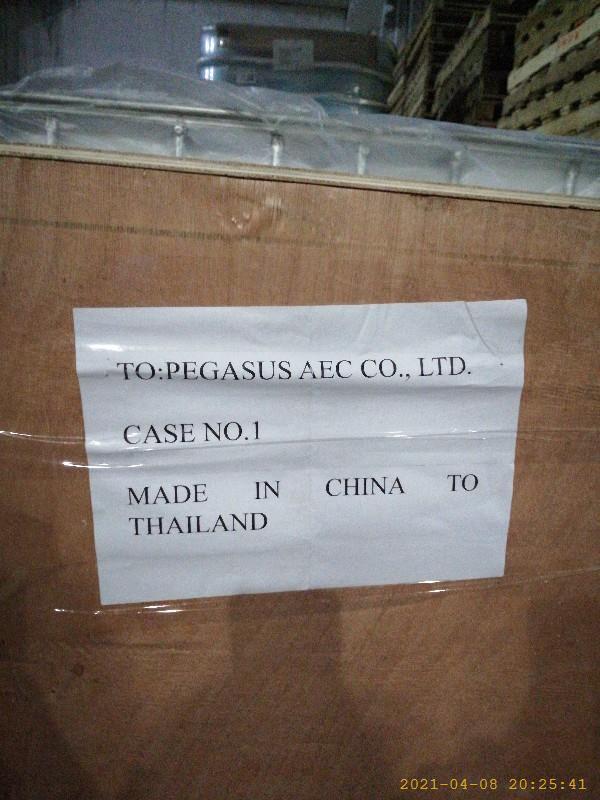 TO:PEGASUS AEC CO., LTD.
CASE NO.1
MADE IN CHINA TO
THAILAND
2021-04-08 20:25:41